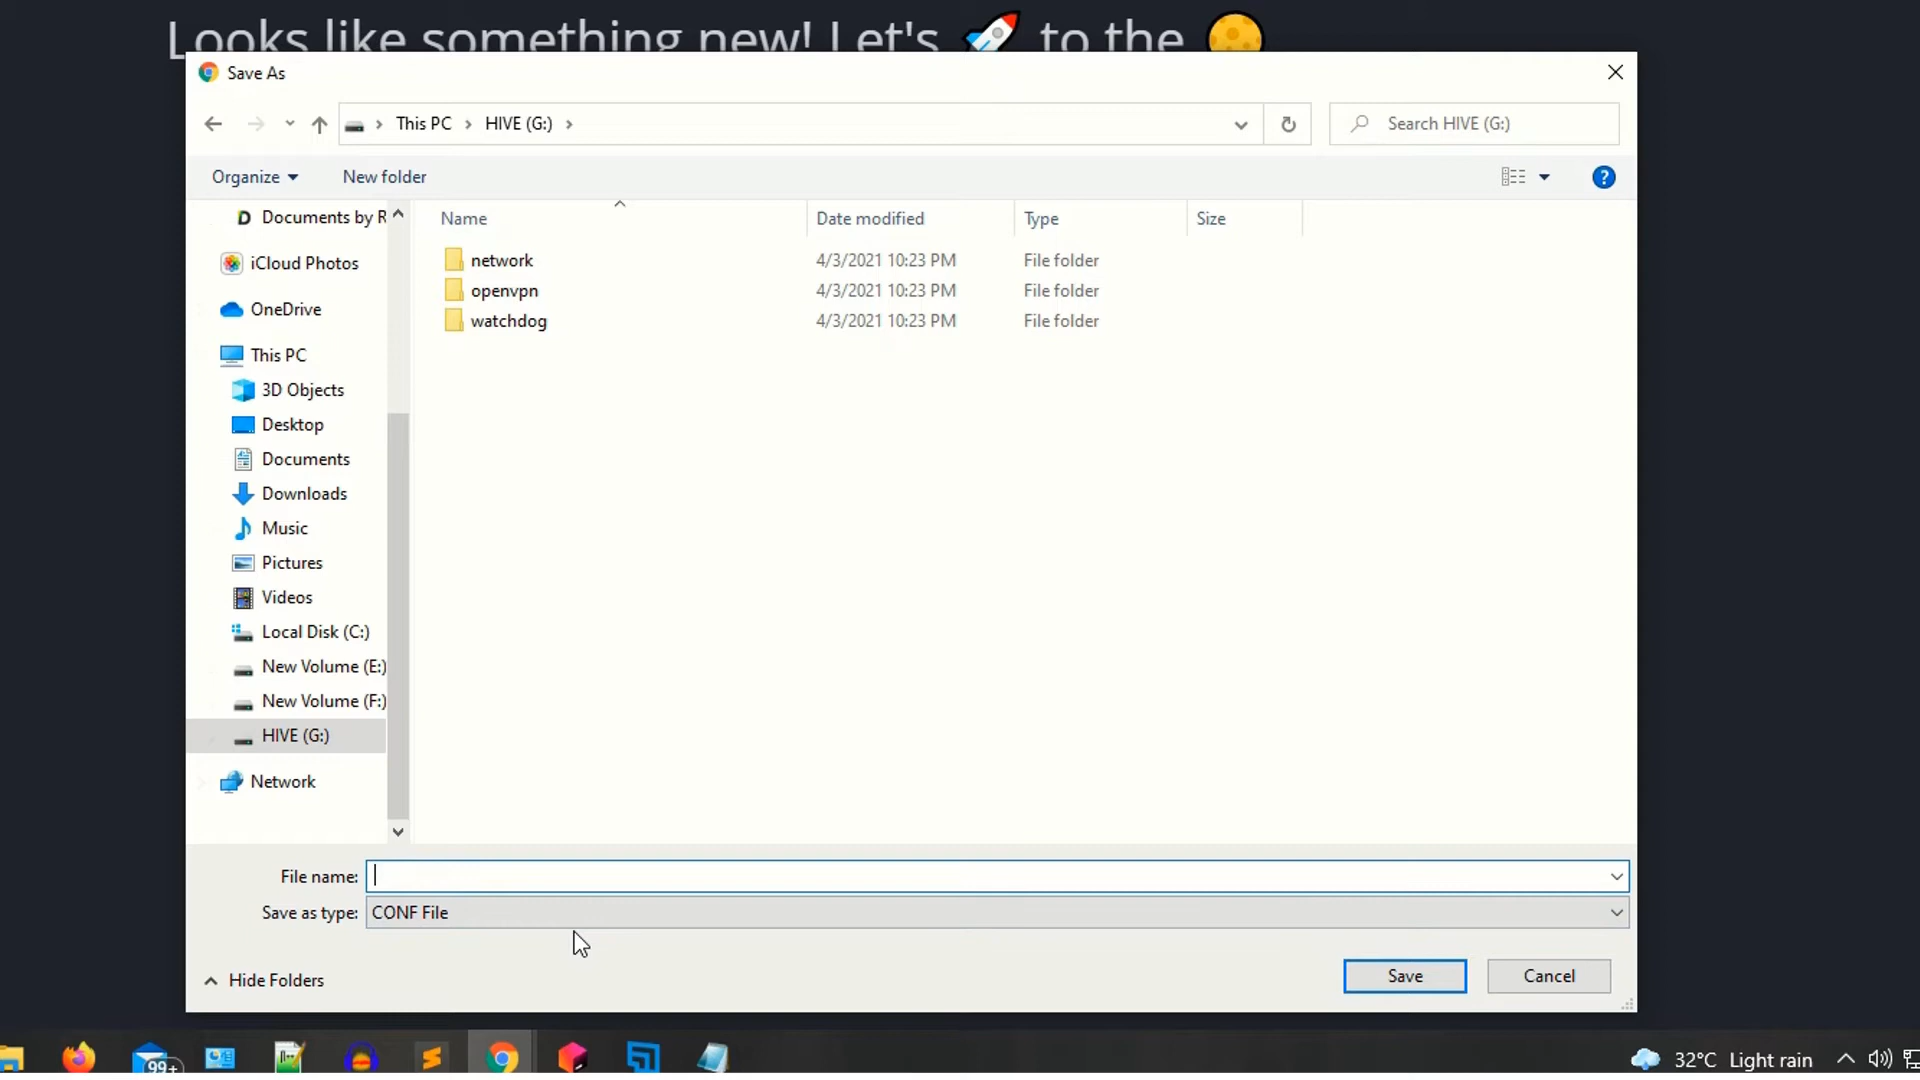 Looks like something new! Let's 🚀 to the 🌕
Save As
This PC > HIVE (G:) >
Search HIVE (G:)
Organize
New folder
?
Name
Date modified
Type
Size
Documents by R
iCloud Photos
OneDrive
This PC
3D Objects
Desktop
Documents
Downloads
Music
Pictures
Videos
Local Disk (C:)
New Volume (E:)
New Volume (F:)
HIVE (G:)
Network
network 4/3/2021 10:23 PM File folder
openvpn 4/3/2021 10:23 PM File folder
watchdog 4/3/2021 10:23 PM File folder
File name:
Save as type: CONF File
Hide Folders
Save
Cancel
99+
32°C Light rain